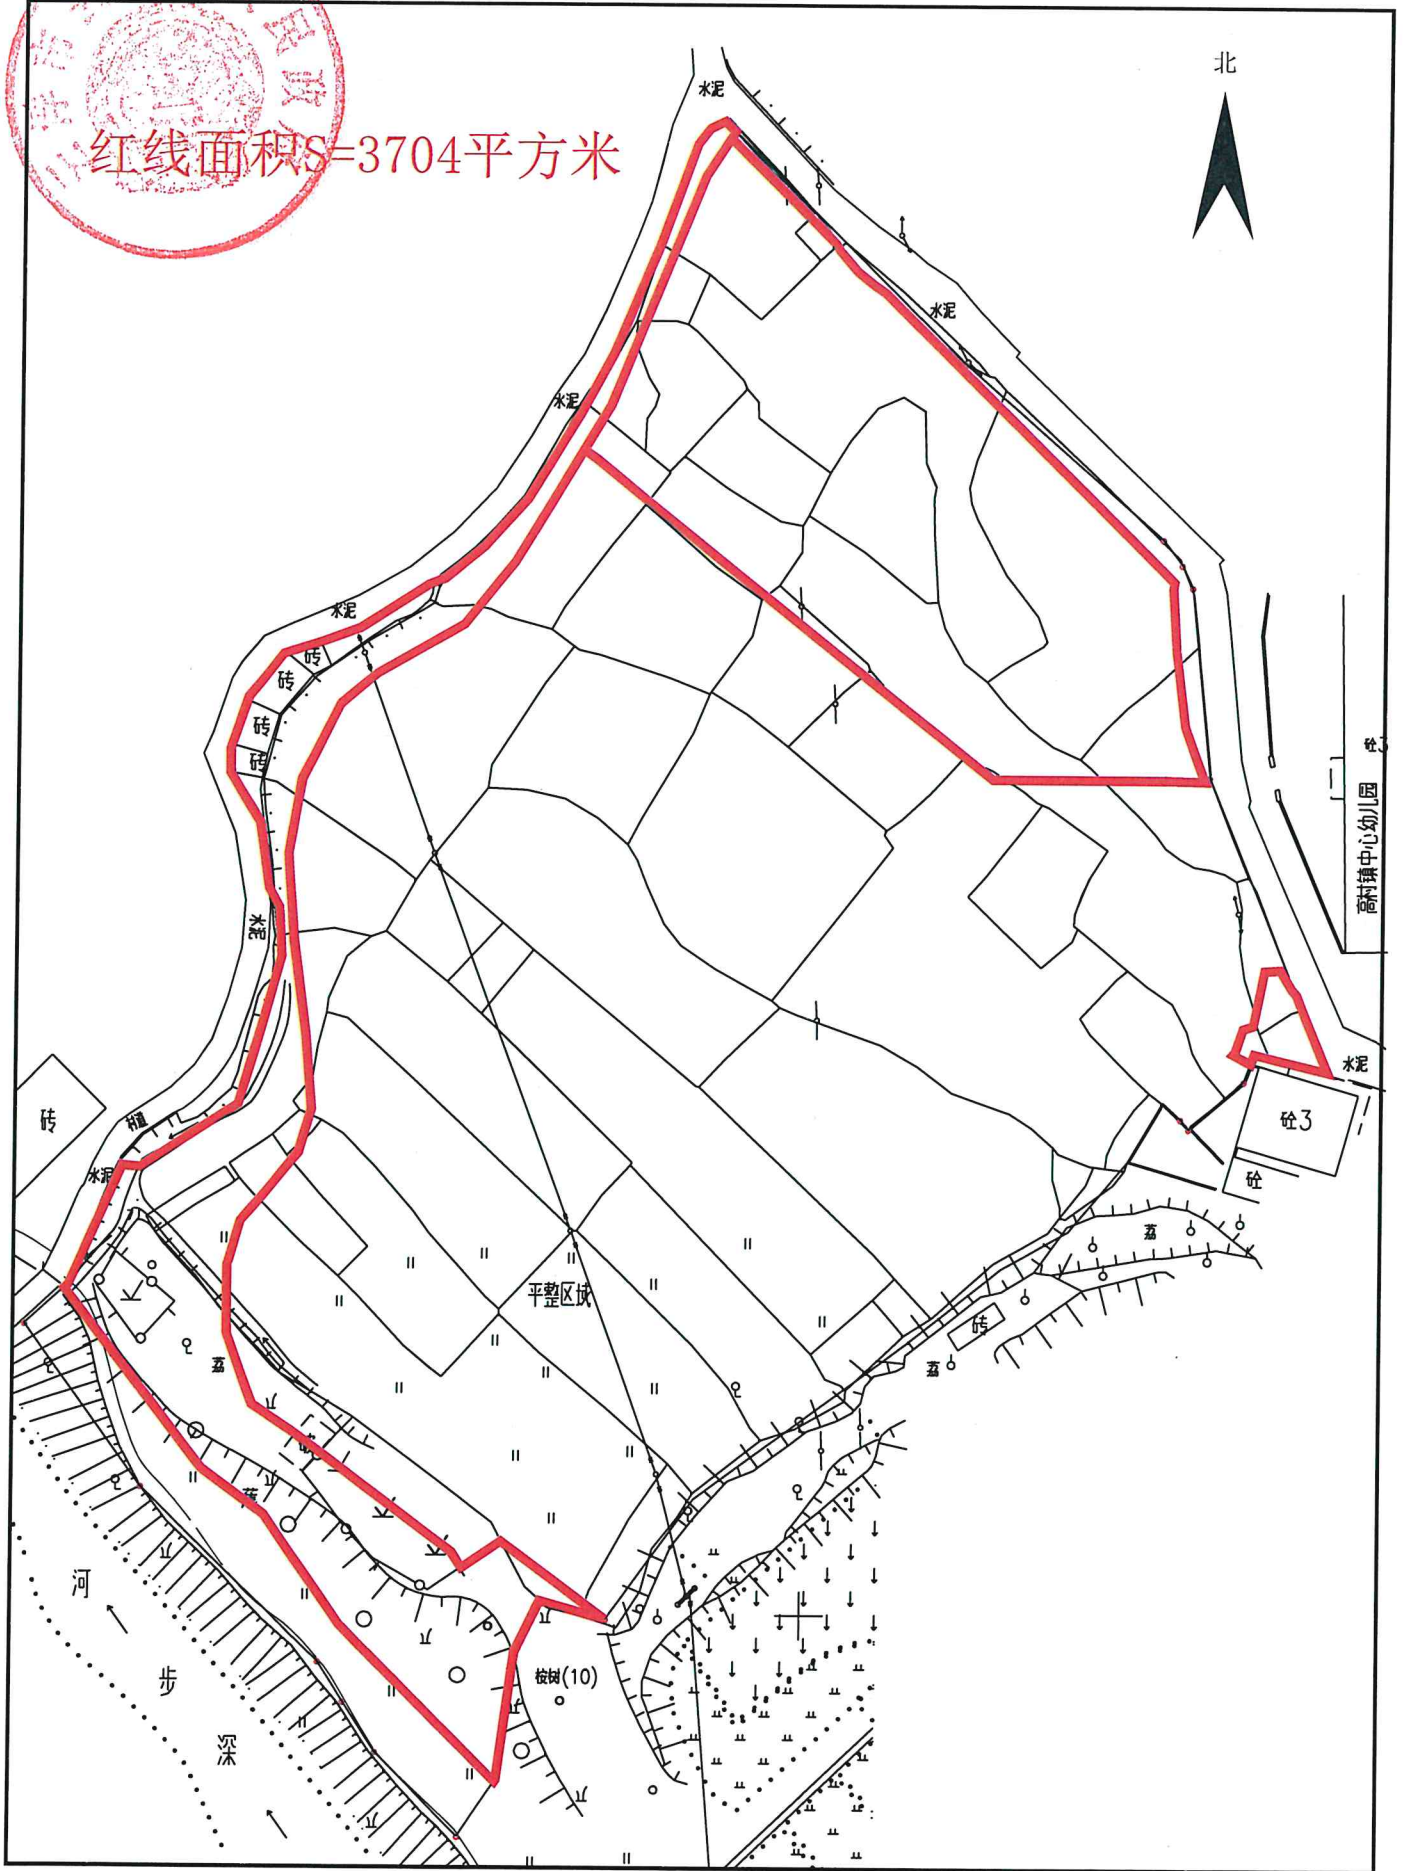 北
水泥
红线面积S=3704平方米
水泥
水泥
水泥
砖
砖
砖
砖
砼3
高村镇中心幼儿园
水泥
水泥
砖
砼3
水泥
砼
荔
平整区域
砖
荔
荔
河
步
深
桉树(10)